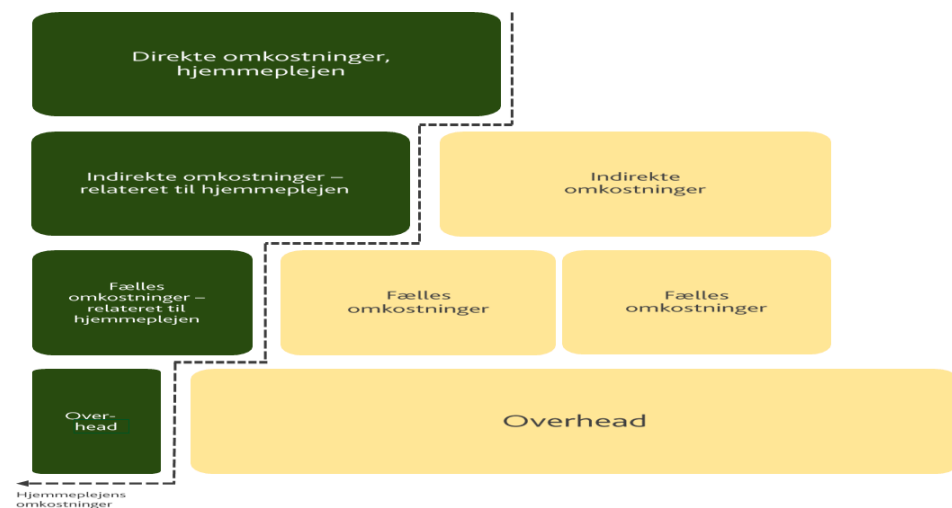 Direkte omkostninger,
hjemmeplejen
Indirekte omkostninger –
relateret til hjemmeplejen
Indirekte
omkostninger
Fælles
omkostninger –
relateret til
hjemmeplejen
Fælles
omkostninger
Fælles
omkostninger
Over-
head
Overhead
Hjemmeplejens
omkostninger